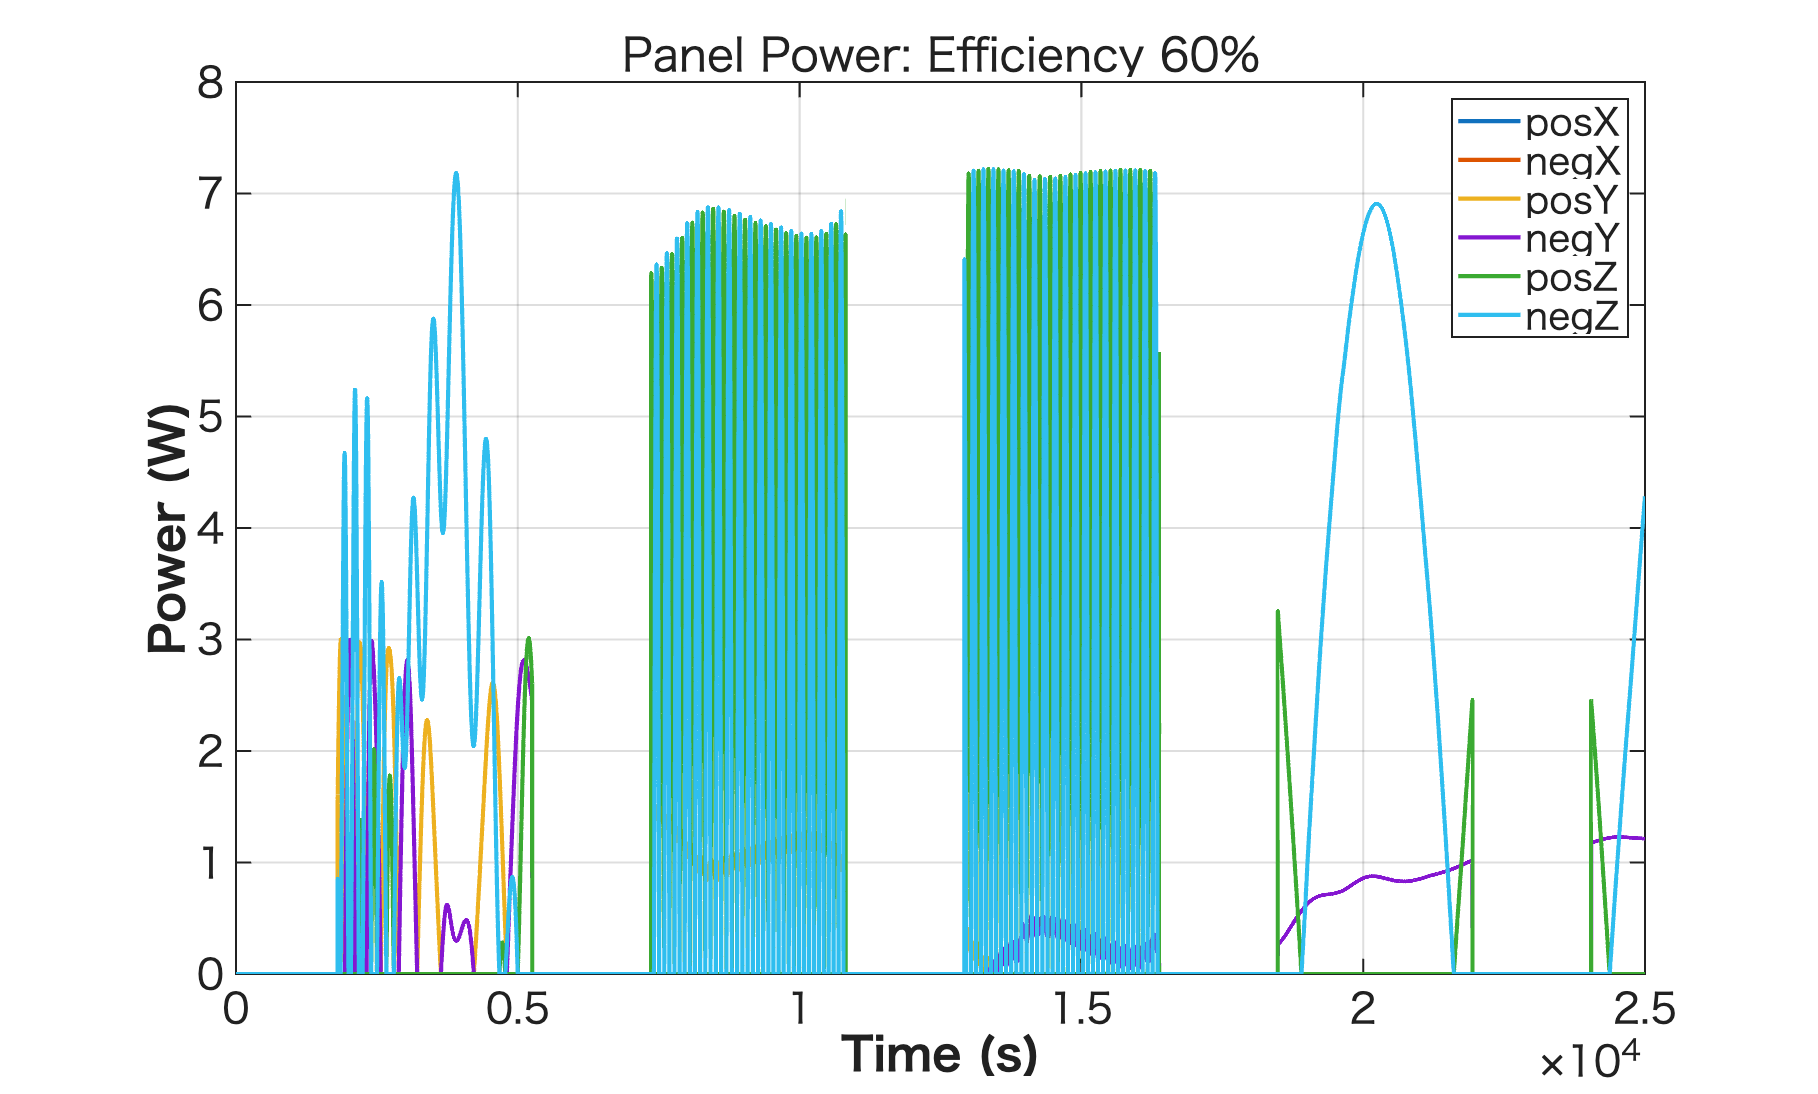 Panel Power: Efficiency 60%
8
7
6
5
4
3
2
1
0
Power (W)
posX
negX
posY
negY
posZ
negZ
0 0.5 1 1.5 2 2.5
Time (s)
×10⁴